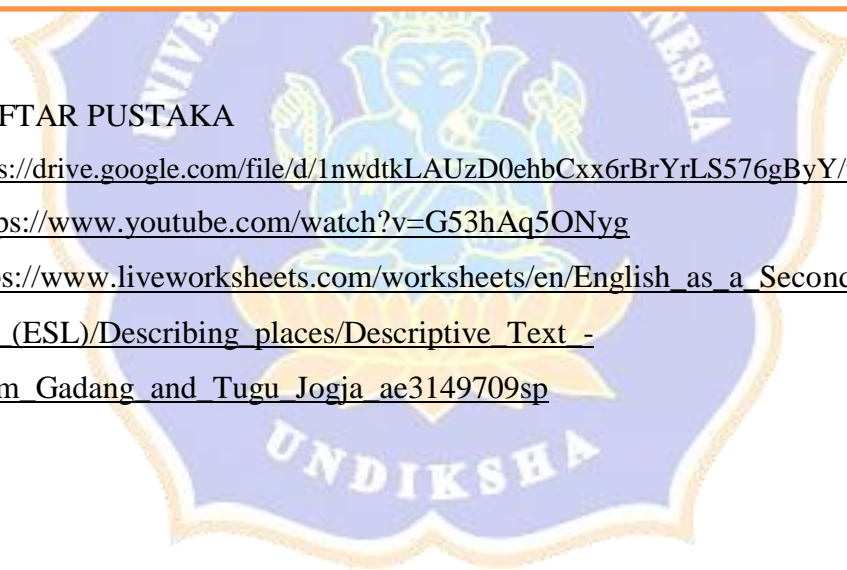 FTAR PUSTAKA
s://drive.google.com/file/d/1nwdtkLAUzD0ehbCxx6rBrYrLS576gByY/
ps://www.youtube.com/watch?v=G53hAq5ONyg
s://www.liveworksheets.com/worksheets/en/English_as_a_Second
_(ESL)/Describing_places/Descriptive_Text_-
m_Gadang_and_Tugu_Jogja_ae3149709sp
UNDIKSHA